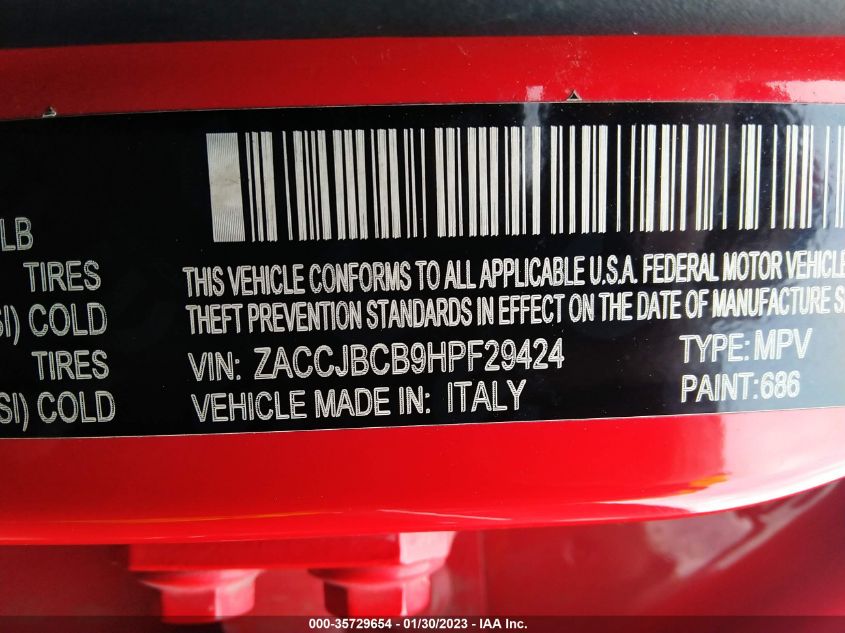 LB
TIRES
SI) COLD
TIRES
SI) COLD
THIS VEHICLE CONFORMS TO ALL APPLICABLE U.S.A. FEDERAL MOTOR VEHICLE
THEFT PREVENTION STANDARDS IN EFFECT ON THE DATE OF MANUFACTURE S
VIN: ZACCJBCB9HPF29424
TYPE: MPV
VEHICLE MADE IN: ITALY
PAINT:686
000-35729654 - 01/30/2023 - © IAA Inc.